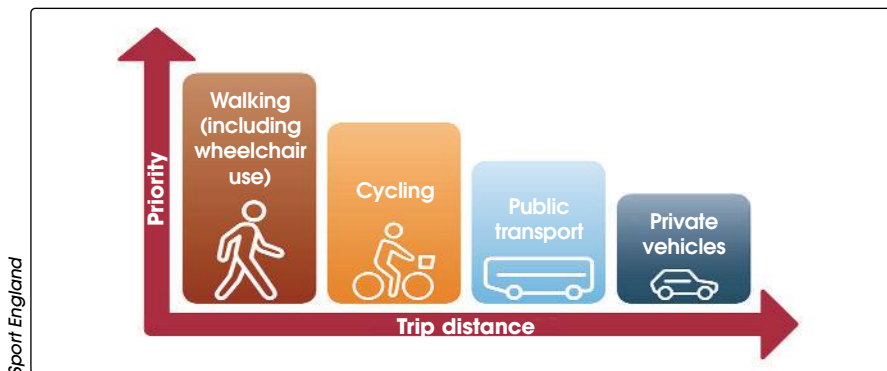 Walking
(including
wheelchair
use)
Cycling
Public
transport
Private
vehicles
Priority
Trip distance
Sport England